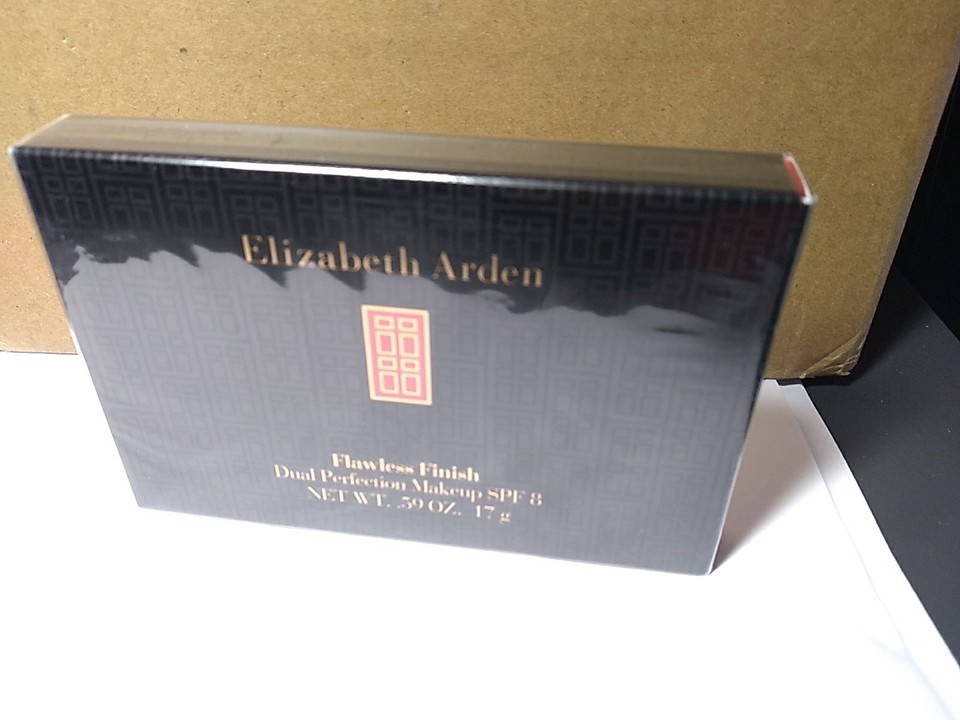 Elizabeth Arden
Flawless Finish
Dual Perfection Makeup SPF 8
NET WT. .59 OZ. 17 g